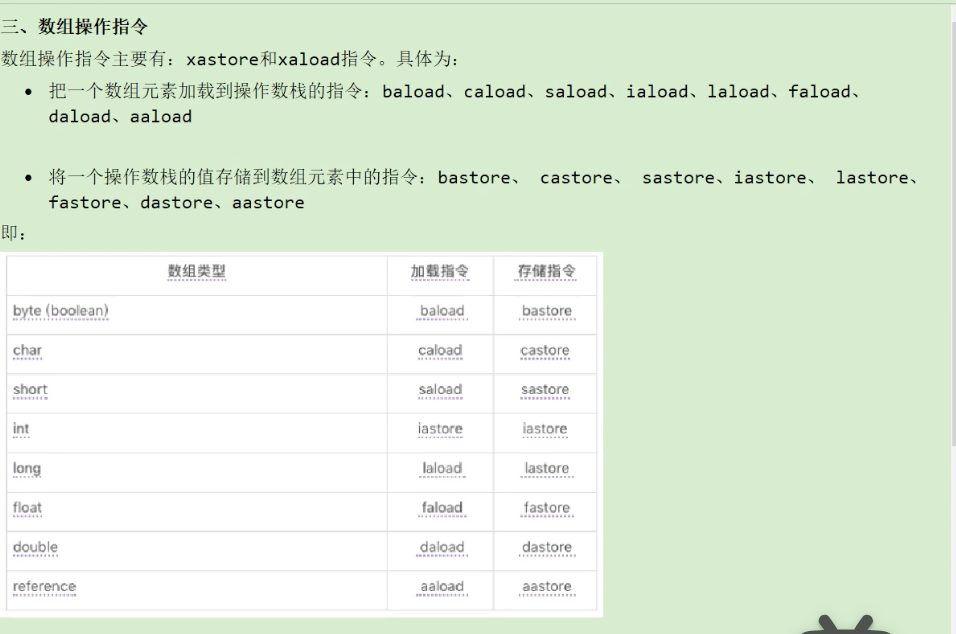 三、数组操作指令
数组操作指令主要有：xastore和xaload指令。具体为：
• 把一个数组元素加载到操作数栈的指令：baload、caload、saload、iaload、laload、faload、
daload、aaload
• 将一个操作数栈的值存储到数组元素中的指令：bastore、 castore、 sastore、iastore、 lastore、
fastore、dastore、aastore
即：
数组类型 加载指令 存储指令
byte (boolean) baload bastore
char caload castore
short saload sastore
int iastore iastore
long laload lastore
float faload fastore
double daload dastore
reference aaload aastore